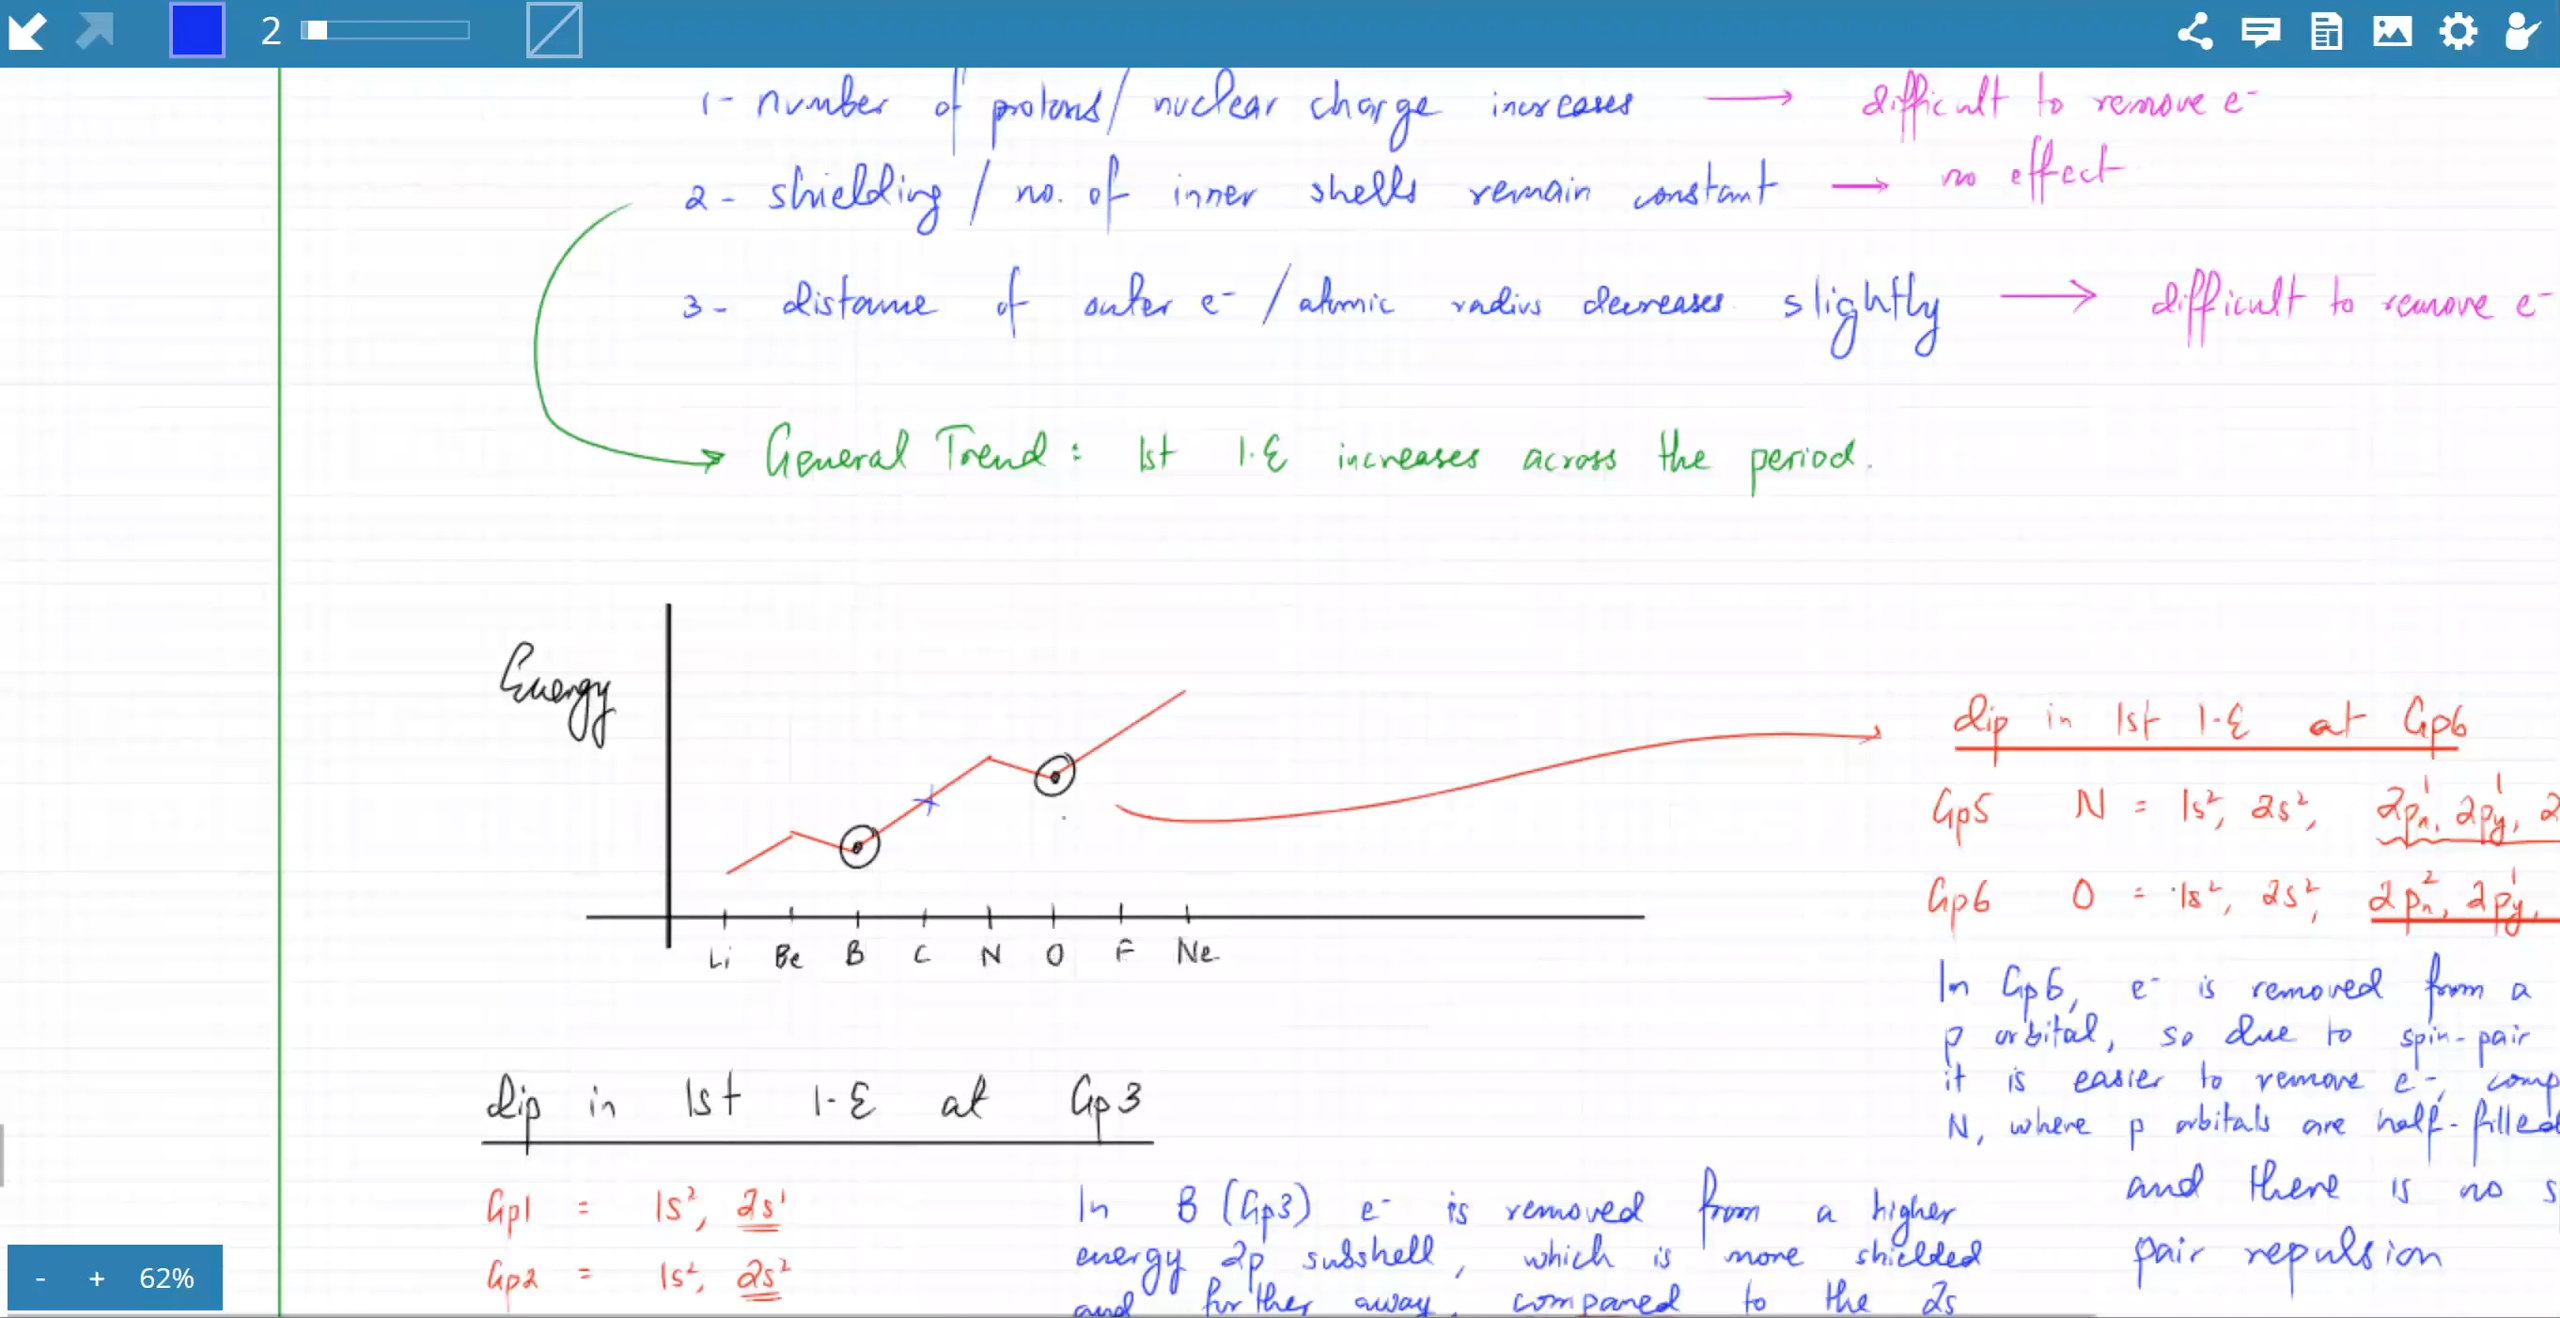 2
1- number of protons/ nuclear charge increases → difficult to remove e⁻
2- shielding / no. of inner shells remain constant → no effect
3- distance of outer e⁻ / atomic radius decreases slightly → difficult to remove e⁻
General Trend : 1st I.E increases across the period.
Energy
Li Be B C N O F Ne
dip in 1st I.E at Gp6
Gp5 N = 1s², 2s², 2pₓ¹, 2py¹, 2
Gp6 O = 1s², 2s², 2pₓ², 2py¹,
In Gp6, e⁻ is removed from a
p orbital, so due to spin-pair
it is easier to remove e⁻, comp
N, where p orbitals are half-filled
and there is no s
pair repulsion
dip in 1st I-E at Gp3
Gp1 = 1s², 2s¹
Gp2 = 1s², 2s²
In B (Gp3) e⁻ is removed from a higher
energy 2p subshell, which is more shielded
and further away, compared to the 2s
- + 62%